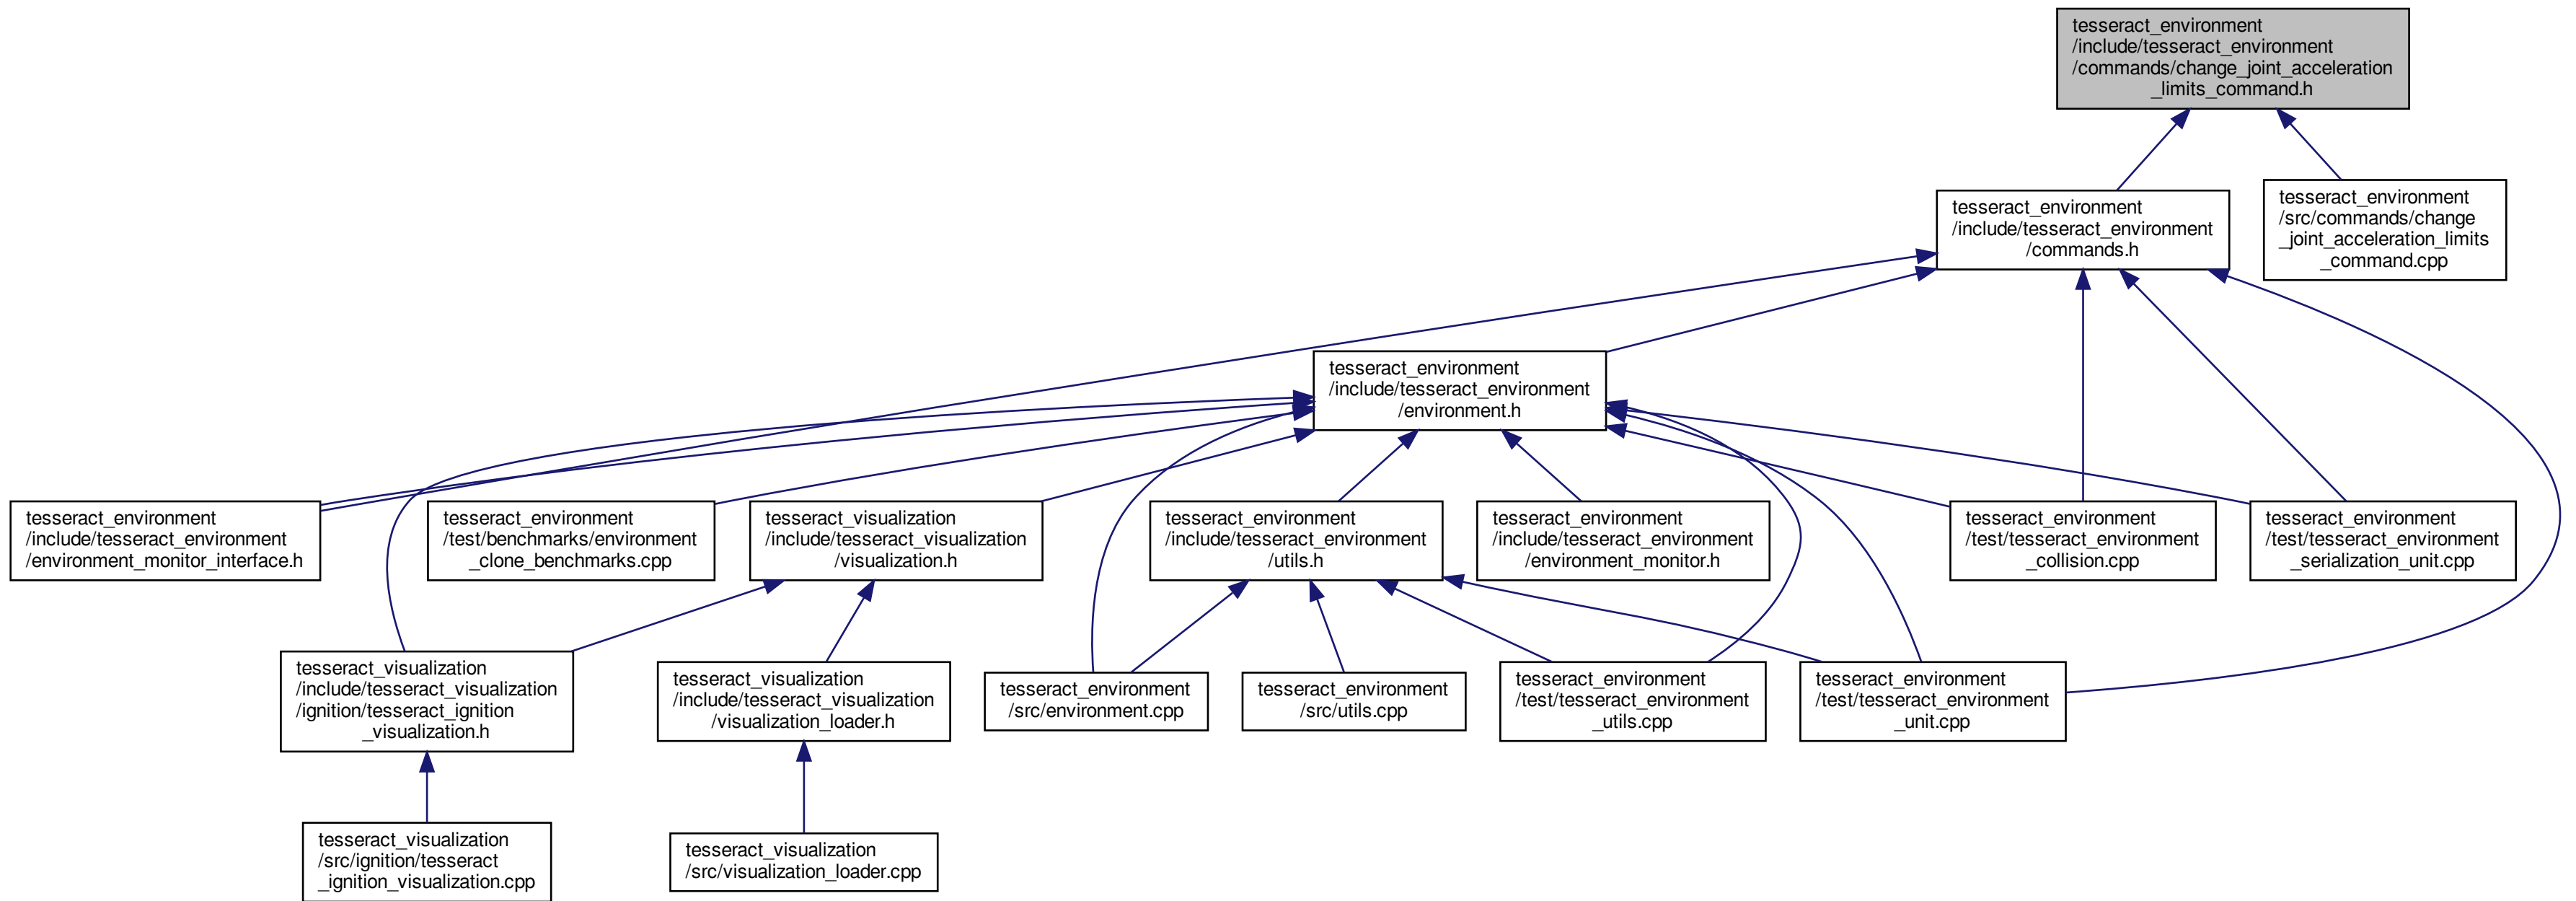 tesseract_environment
/include/tesseract_environment
/commands/change_joint_acceleration
_limits_command.h
tesseract_environment
/include/tesseract_environment
/commands.h
tesseract_environment
/src/commands/change
_joint_acceleration_limits
_command.cpp
tesseract_environment
/include/tesseract_environment
/environment.h
tesseract_environment
/include/tesseract_environment
/environment_monitor_interface.h
tesseract_environment
/test/benchmarks/environment
_clone_benchmarks.cpp
tesseract_visualization
/include/tesseract_visualization
/visualization.h
tesseract_environment
/include/tesseract_environment
/utils.h
tesseract_environment
/include/tesseract_environment
/environment_monitor.h
tesseract_environment
/test/tesseract_environment
_collision.cpp
tesseract_environment
/test/tesseract_environment
_serialization_unit.cpp
tesseract_visualization
/include/tesseract_visualization
/ignition/tesseract_ignition
_visualization.h
tesseract_visualization
/include/tesseract_visualization
/visualization_loader.h
tesseract_environment
/src/environment.cpp
tesseract_environment
/src/utils.cpp
tesseract_environment
/test/tesseract_environment
_utils.cpp
tesseract_environment
/test/tesseract_environment
_unit.cpp
tesseract_visualization
/src/ignition/tesseract
_ignition_visualization.cpp
tesseract_visualization
/src/visualization_loader.cpp